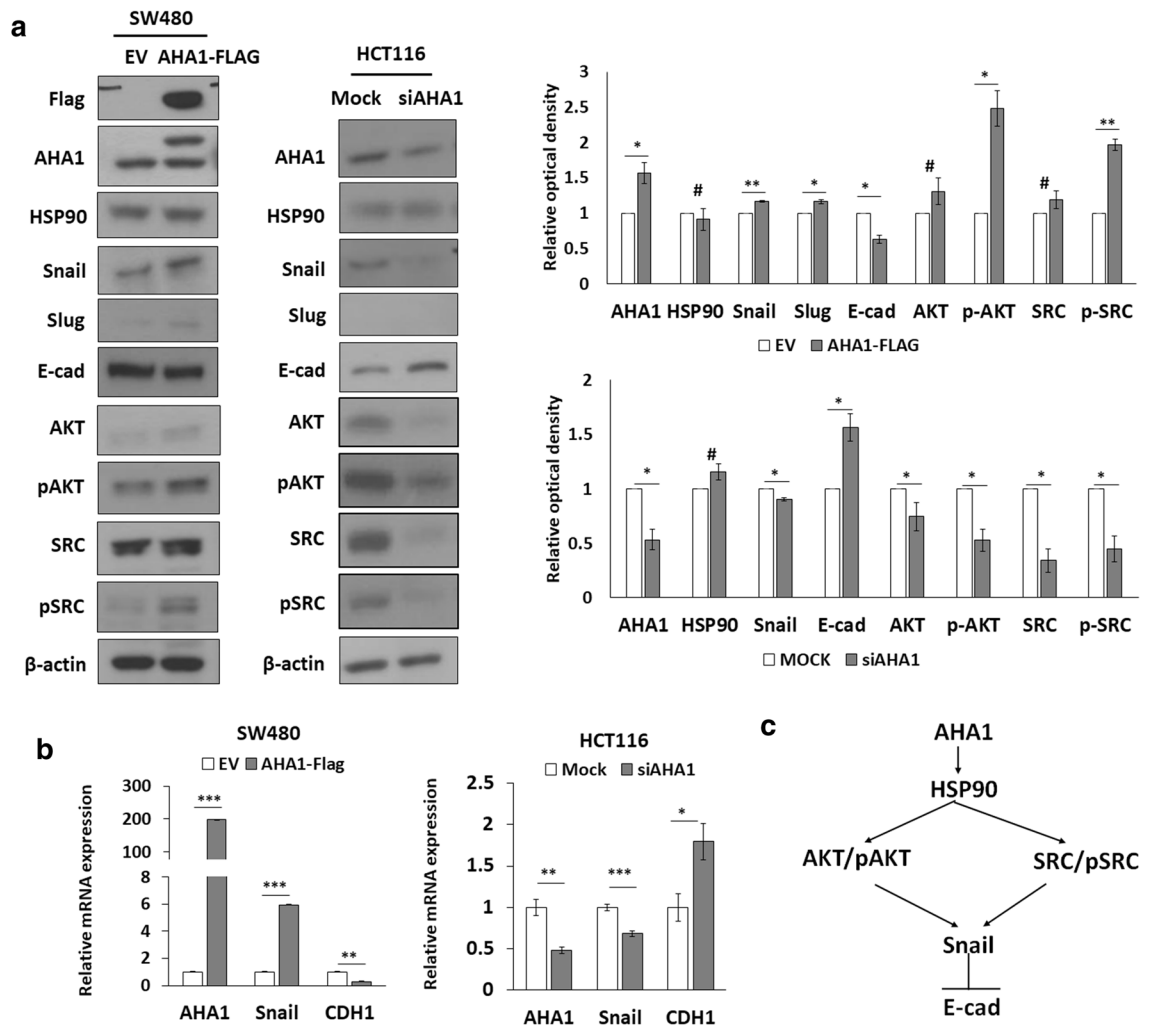 a
SW480
EV AHA1-FLAG
Flag
AHA1
HSP90
Snail
Slug
E-cad
AKT
pAKT
SRC
pSRC
β-actin
HCT116
Mock siAHA1
AHA1
HSP90
Snail
Slug
E-cad
AKT
pAKT
SRC
pSRC
β-actin
Relative optical density
3
2.5
2
1.5
1
0.5
0
* # ** * * # * # **
AHA1 HSP90 Snail Slug E-cad AKT p-AKT SRC p-SRC
EV AHA1-FLAG
Relative optical density
2
1.5
1
0.5
0
* # * * * * * *
AHA1 HSP90 Snail E-cad AKT p-AKT SRC p-SRC
MOCK siAHA1
b
SW480
EV AHA1-Flag
Relative mRNA expression
300
200
100
8
6
4
2
0
*** *** **
AHA1 Snail CDH1
HCT116
Mock siAHA1
Relative mRNA expression
2.5
2
1.5
1
0.5
0
** *** *
AHA1 Snail CDH1
c
AHA1
HSP90
AKT/pAKT SRC/pSRC
Snail
E-cad